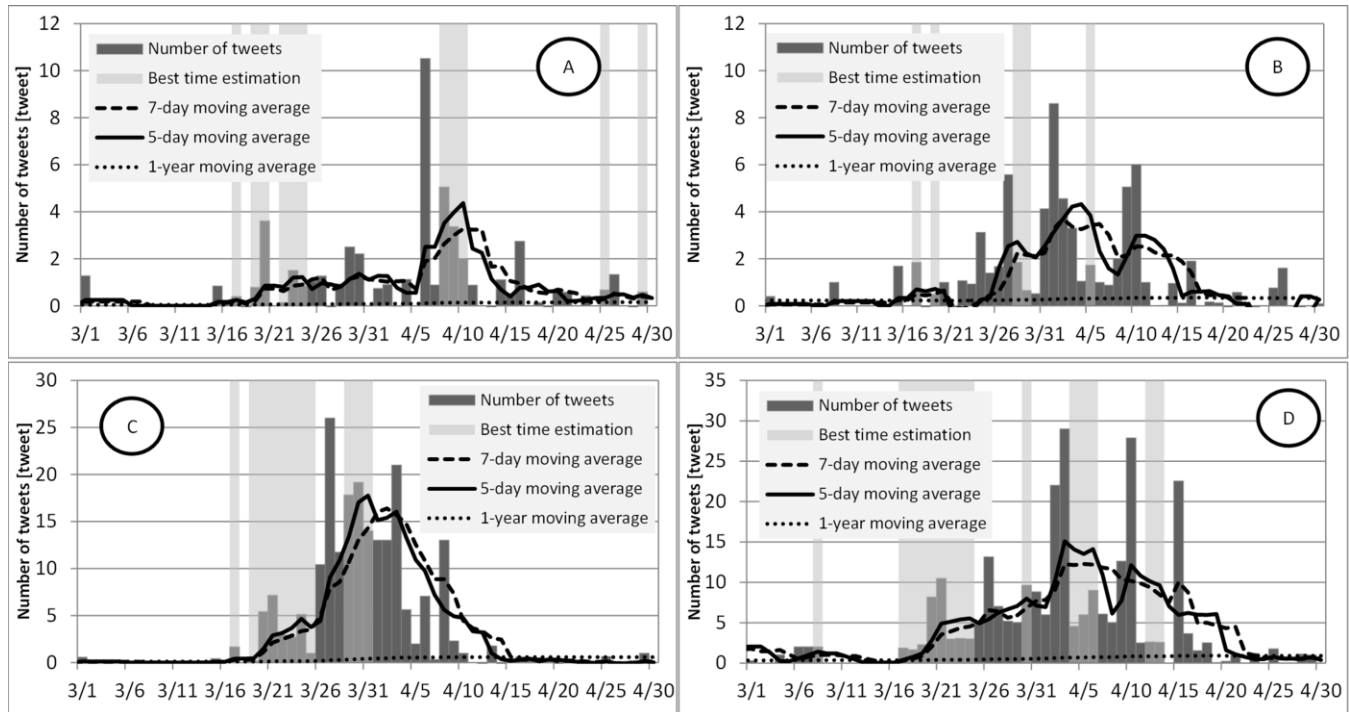 12
10
8
6
4
2
0
Number of tweets [tweet]
Number of tweets
Best time estimation
7-day moving average
5-day moving average
1-year moving average
A
3/1 3/6 3/11 3/16 3/21 3/26 3/31 4/5 4/10 4/15 4/20 4/25 4/30
12
10
8
6
4
2
0
Number of tweets [tweet]
Number of tweets
Best time estimation
7-day moving average
5-day moving average
1-year moving average
B
3/1 3/6 3/11 3/16 3/21 3/26 3/31 4/5 4/10 4/15 4/20 4/25 4/30
30
25
20
15
10
5
0
Number of tweets [tweet]
C
Number of tweets
Best time estimation
7-day moving average
5-day moving average
1-year moving average
3/1 3/6 3/11 3/16 3/21 3/26 3/31 4/5 4/10 4/15 4/20 4/25 4/30
35
30
25
20
15
10
5
0
Number of tweets [tweet]
Number of tweets
Best time estimation
7-day moving average
5-day moving average
1-year moving average
D
3/1 3/6 3/11 3/16 3/21 3/26 3/31 4/5 4/10 4/15 4/20 4/25 4/30